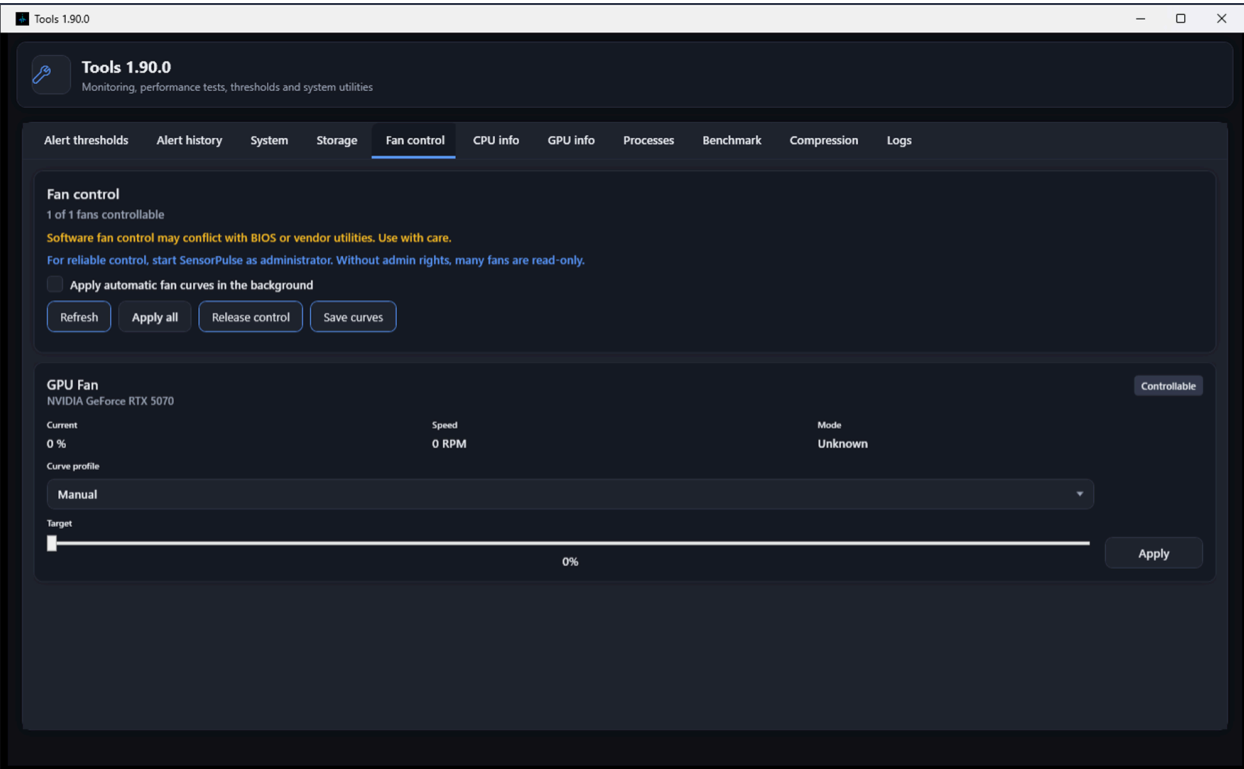 Tools 1.90.0
Tools 1.90.0
Monitoring, performance tests, thresholds and system utilities
Alert thresholds Alert history System Storage Fan control CPU info GPU info Processes Benchmark Compression Logs
Fan control
1 of 1 fans controllable
Software fan control may conflict with BIOS or vendor utilities. Use with care.
For reliable control, start SensorPulse as administrator. Without admin rights, many fans are read-only.
Apply automatic fan curves in the background
Refresh Apply all Release control Save curves
GPU Fan Controllable
NVIDIA GeForce RTX 5070
Current Speed Mode
0 % 0 RPM Unknown
Curve profile
Manual
Target
0% Apply